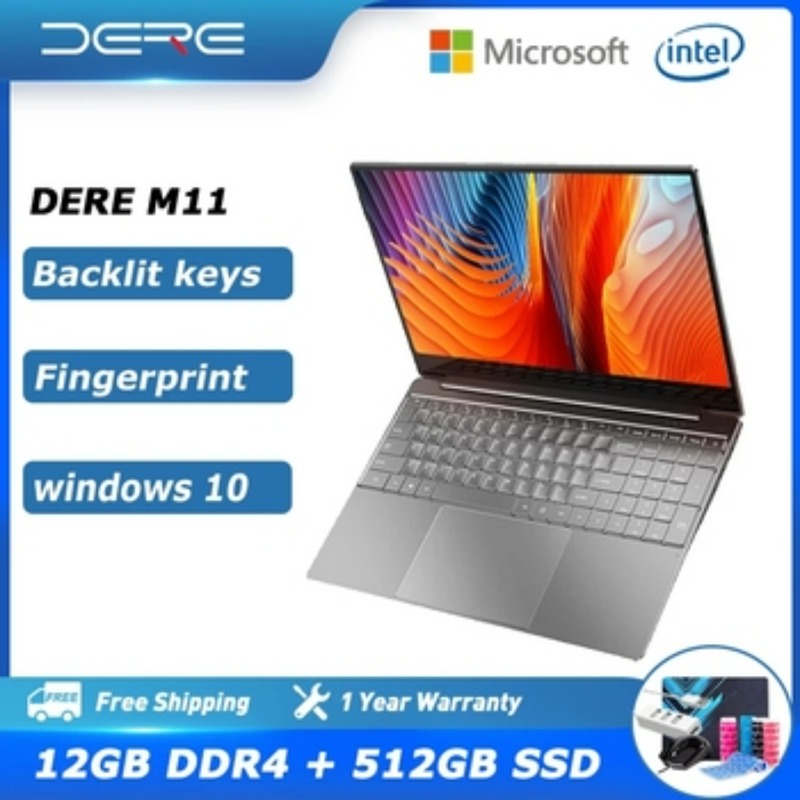 DERE
Microsoft
intel
DERE M11
Backlit keys
Fingerprint
windows 10
FREE
Free Shipping
1 Year Warranty
12GB DDR4 + 512GB SSD